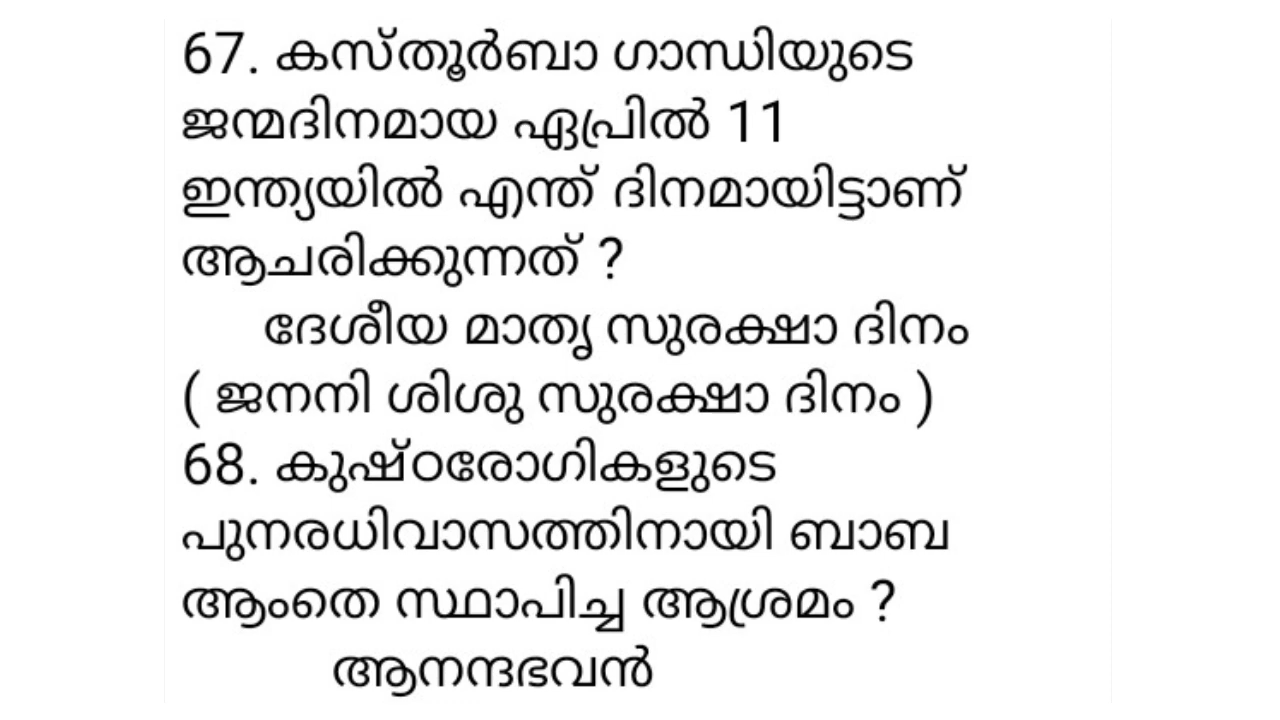 67. കസ്തൂർബാ ഗാന്ധിയുടെ
ജന്മദിനമായ ഏപ്രിൽ 11
ഇന്ത്യയിൽ എന്ത് ദിനമായിട്ടാണ്
ആചരിക്കുന്നത് ?
ദേശീയ മാതൃ സുരക്ഷാ ദിനം
( ജനനി ശിശു സുരക്ഷാ ദിനം )
68. കുഷ്ഠരോഗികളുടെ
പുനരധിവാസത്തിനായി ബാബ
ആംതെ സ്ഥാപിച്ച ആശ്രമം ?
ആനന്ദഭവൻ